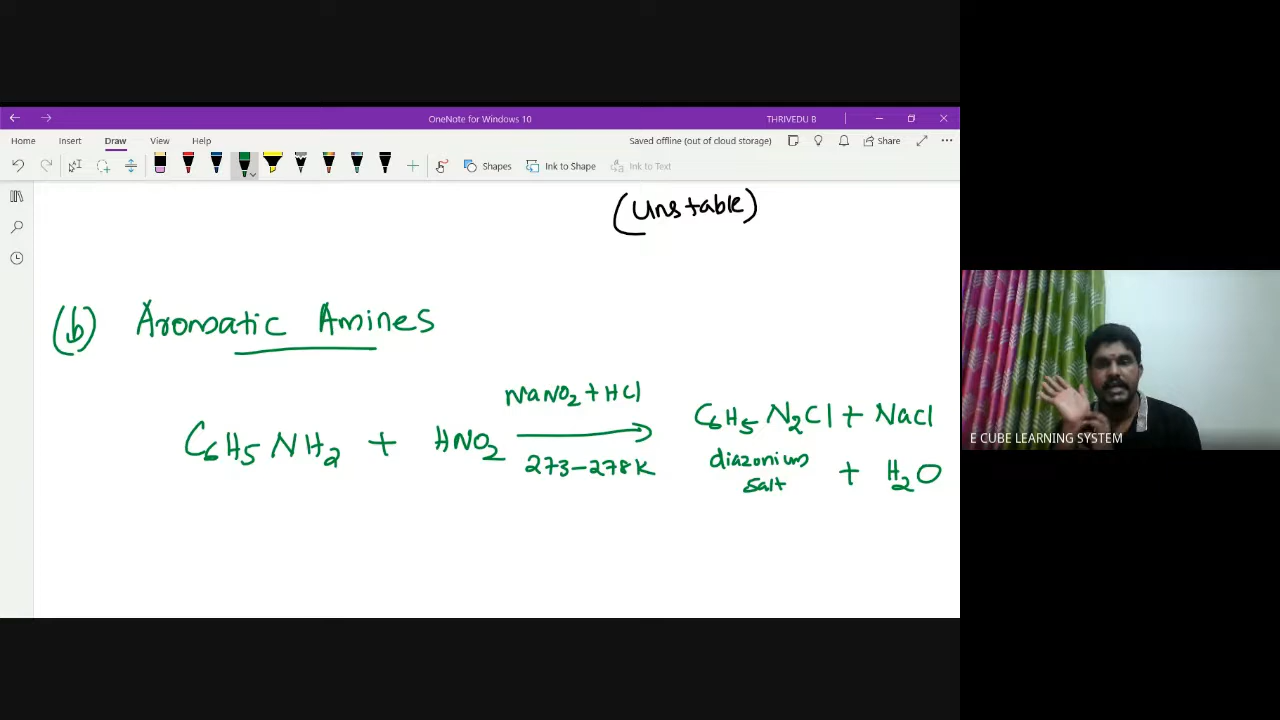 OneNote for Windows 10
THRIVEDU B
Home Insert Draw View Help
Saved offline (out of cloud storage)
Share
Shapes
Ink to Shape
Ink to Text
(Unstable)
(b) Aromatic Amines
NaNO2 + HCl
C6H5NH2 + HNO2 → C6H5N2Cl + NaCl
273-278K
diazonium
salt
+ H2O
E CUBE LEARNING SYSTEM